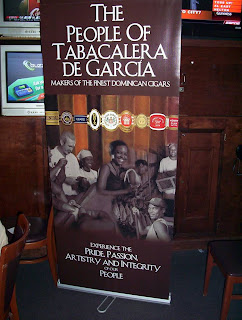 THE
PEOPLE OF
TABACALERA
DE GARCIA
MAKERS OF THE FINEST DOMINICAN CIGARS
EXPERIENCE THE
PRIDE, PASSION,
ARTISTRY AND INTEGRITY
OF OUR
PEOPLE